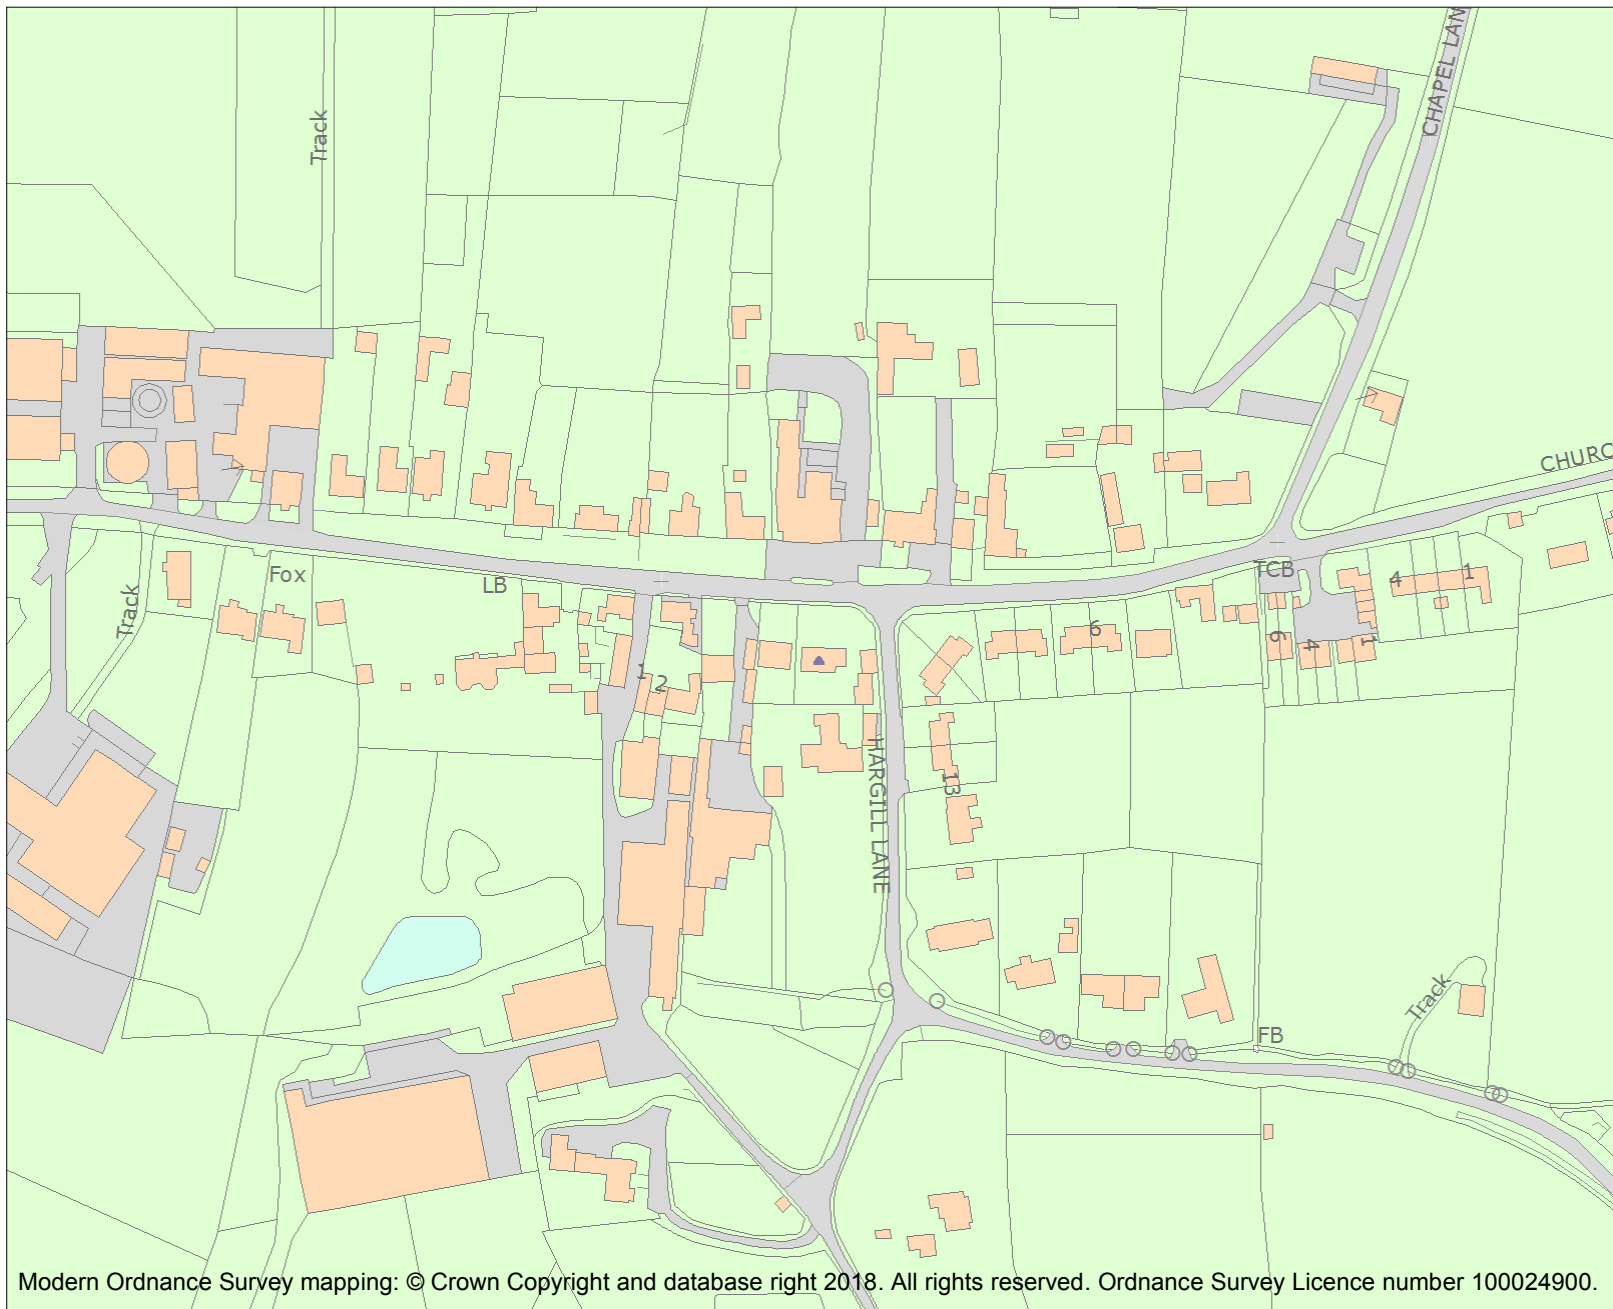 CHAPEL LAN
Track
CHURC
Fox
LB
TCB
4
1
Track
6
6
4
1
1
2
HARGILL LANE
13
Track
FB
Modern Ordnance Survey mapping: © Crown Copyright and database right 2018. All rights reserved. Ordnance Survey Licence number 100024900.